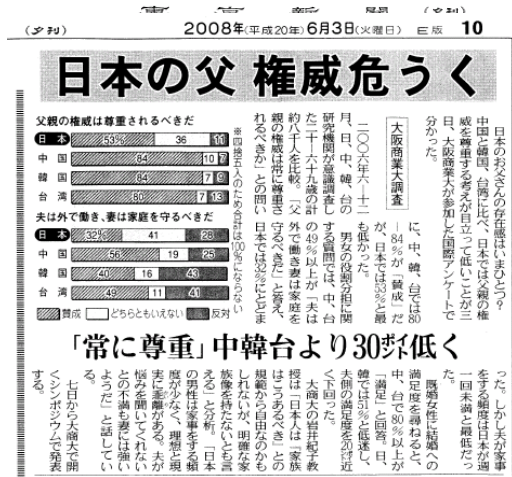 (夕刊)
2008年(平成20年)6月3日(火曜日)
E版
10
日本の父 権威危うく
父親の権威は尊重されるべきだ
日本 53% 36 11
中国 84 10 7
韓国 84 7 9
台湾 80 7 13
夫は外で働き、妻は家庭を守るべきだ
日本 32% 41 28
中国 56 19 25
韓国 40 16 43
台湾 49 11 41
賛成 どちらともいえない 反対
※四捨五入のため合計は100%にならない
日本のお父さんの存在感はいまひとつ?
中国と韓国、台湾に比べ、日本では父親の権
威を尊重する考えが目立って低いことが三
日、大阪商業大が参加した国際アンケートで
分かった。
大阪商業大調査
二〇〇六年六―十二
月、日、中、韓、台の
研究機関が意識調査し
た二十―六十九歳の計
約八千人を比較。「父
親の権威は常に尊重さ
れるべきか」との問い
に、中、韓、台では80
―84%が「賛成」だ
が、日本では53%と最
も低かった。
男女の役割分担に関
する質問では、中、台
の49%以上が「夫は
外で働き妻は家庭を
守るべきだ」と答え、
日本では32%にとどま
「常に尊重」中韓台より30ポイント低く
った。しかし夫が家事
をする頻度は日本が週
一回未満と最低だっ
た。
既婚女性に結婚への
満足度を尋ねると、
中、台で80%以上が
「満足」と回答。日、
韓では51%と低迷し、
夫側の満足度を20ポイント近
く下回った。
大商大の岩井紀子教
授は「日本人は『家族
はこうあるべき』との
規範から自由なのかも
しれないが、明確な家
族像を持たないとも言
える」と分析。「日本
の男性は家事をする頻
度が少なく、理想と現
実に差がある。夫が
悩みを聞いてくれない
との不満も妻には強い
ようだ」と話してい
る。
七日から大商大で開
くシンポジウムで発表
する。